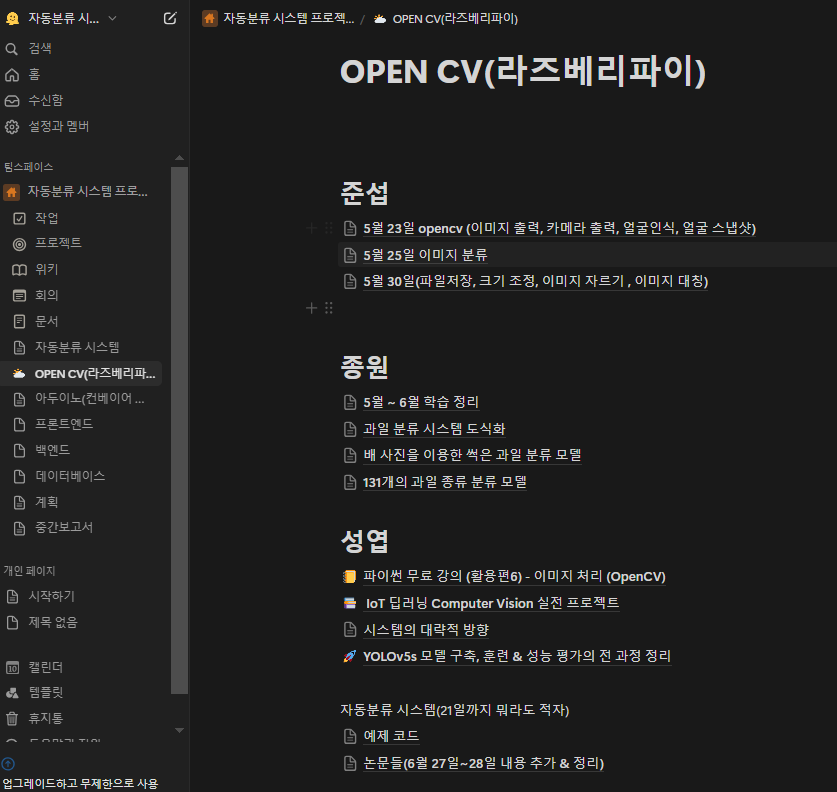 자동분류 시...
검색
홈
수신함
설정과 멤버
팀스페이스
자동분류 시스템 프로...
작업
프로젝트
위키
회의
문서
자동분류 시스템
OPEN CV(라즈베리파...
아두이노(컨베이어 ...
프론트엔드
백엔드
데이터베이스
계획
중간보고서
개인 페이지
시작하기
제목 없음
10 캘린더
템플릿
휴지통
업그레이드하고 무제한으로 사용
자동분류 시스템 프로젝... / OPEN CV(라즈베리파이)
OPEN CV(라즈베리파이)
준섭
5월 23일 opencv (이미지 출력, 카메라 출력, 얼굴인식, 얼굴 스냅샷)
5월 25일 이미지 분류
5월 30일(파일저장, 크기 조정, 이미지 자르기 , 이미지 대칭)
종원
5월 ~ 6월 학습 정리
과일 분류 시스템 도식화
배 사진을 이용한 썩은 과일 분류 모델
131개의 과일 종류 분류 모델
성엽
파이썬 무료 강의 (활용편6) - 이미지 처리 (OpenCV)
IoT 딥러닝 Computer Vision 실전 프로젝트
시스템의 대략적 방향
YOLOv5s 모델 구축, 훈련 & 성능 평가의 전 과정 정리
자동분류 시스템(21일까지 뭐라도 적자)
예제 코드
논문들(6월 27일~28일 내용 추가 & 정리)